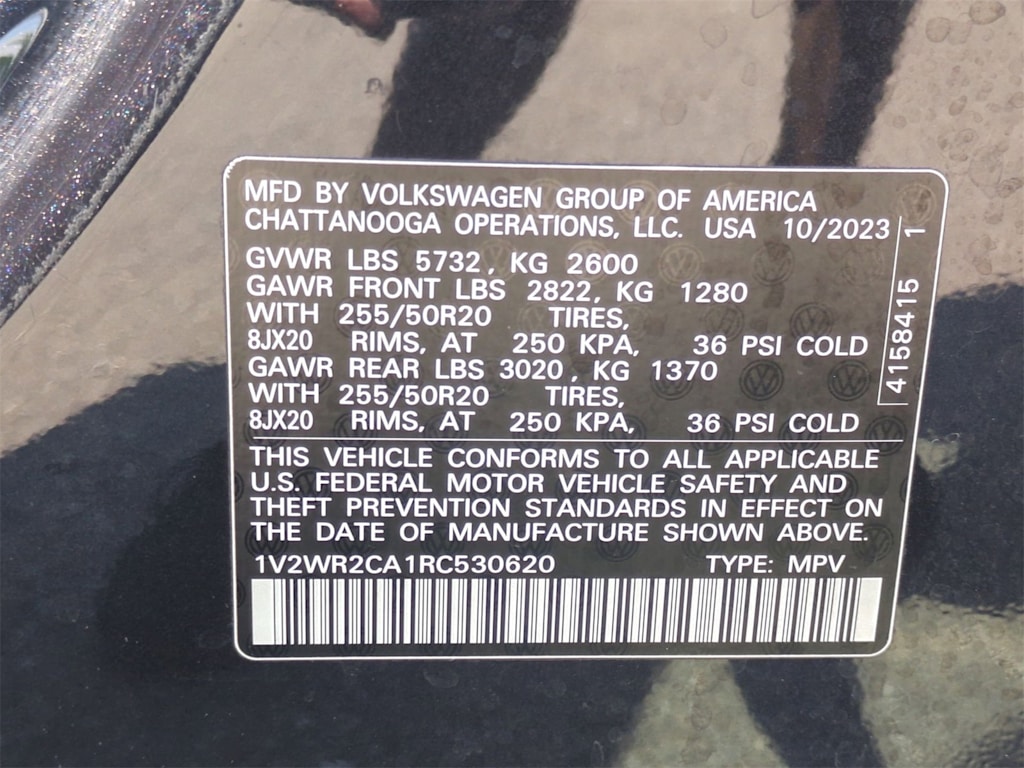 MFD BY VOLKSWAGEN GROUP OF AMERICA
CHATTANOOGA OPERATIONS, LLC. USA 10/2023
GVWR LBS 5732, KG 2600
GAWR FRONT LBS 2822, KG 1280
WITH 255/50R20 TIRES,
8JX20 RIMS, AT 250 KPA, 36 PSI COLD
GAWR REAR LBS 3020, KG 1370
WITH 255/50R20 TIRES,
8JX20 RIMS, AT 250 KPA, 36 PSI COLD
4158415 1
THIS VEHICLE CONFORMS TO ALL APPLICABLE
U.S. FEDERAL MOTOR VEHICLE SAFETY AND
THEFT PREVENTION STANDARDS IN EFFECT ON
THE DATE OF MANUFACTURE SHOWN ABOVE.
1V2WR2CA1RC530620 TYPE: MPV